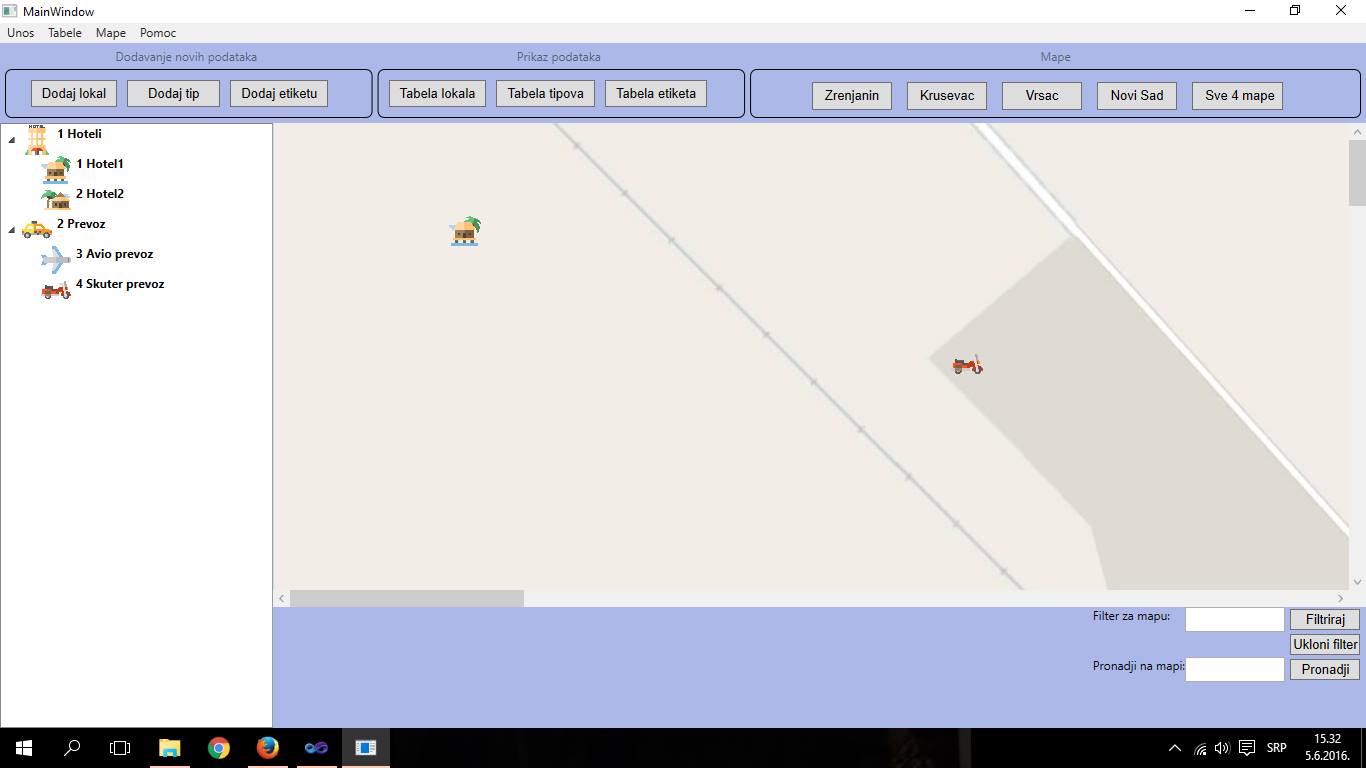 MainWindow
Unos Tabele Mape Pomoc
Dodavanje novih podataka Prikaz podataka Mape
Dodaj lokal Dodaj tip Dodaj etiketu Tabela lokala Tabela tipova Tabela etiketa Zrenjanin Krusevac Vrsac Novi Sad Sve 4 mape
1 Hoteli
1 Hotel1
2 Hotel2
2 Prevoz
3 Avio prevoz
4 Skuter prevoz
Filter za mapu: Filtriraj
Ukloni filter
Pronadji na mapi: Pronadji
SRP
15.32
5.6.2016.